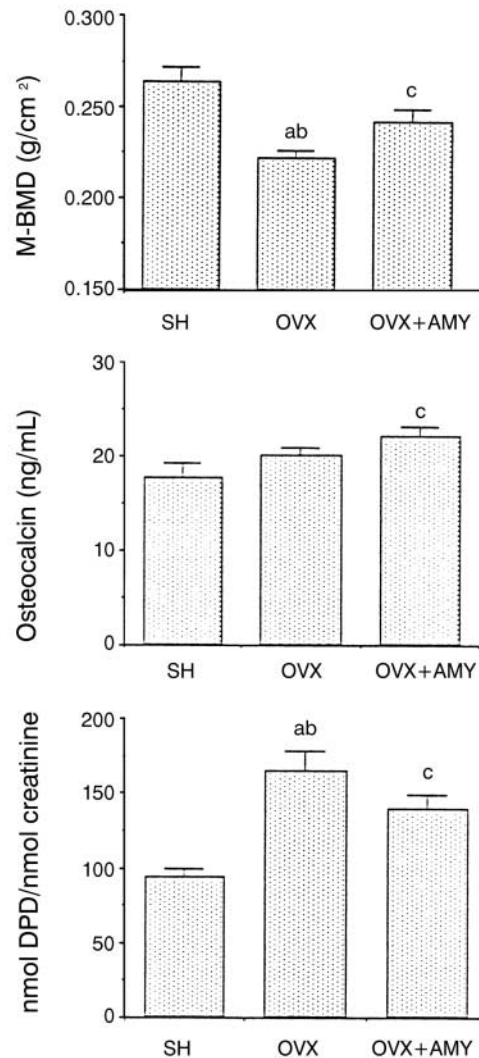 M-BMD (g/cm²)
0.300
0.250
0.200
0.150
ab
c
SH OVX OVX+AMY
Osteocalcin (ng/mL)
30
20
10
0
c
SH OVX OVX+AMY
nmol DPD/nmol creatinine
200
150
100
50
0
ab
c
SH OVX OVX+AMY